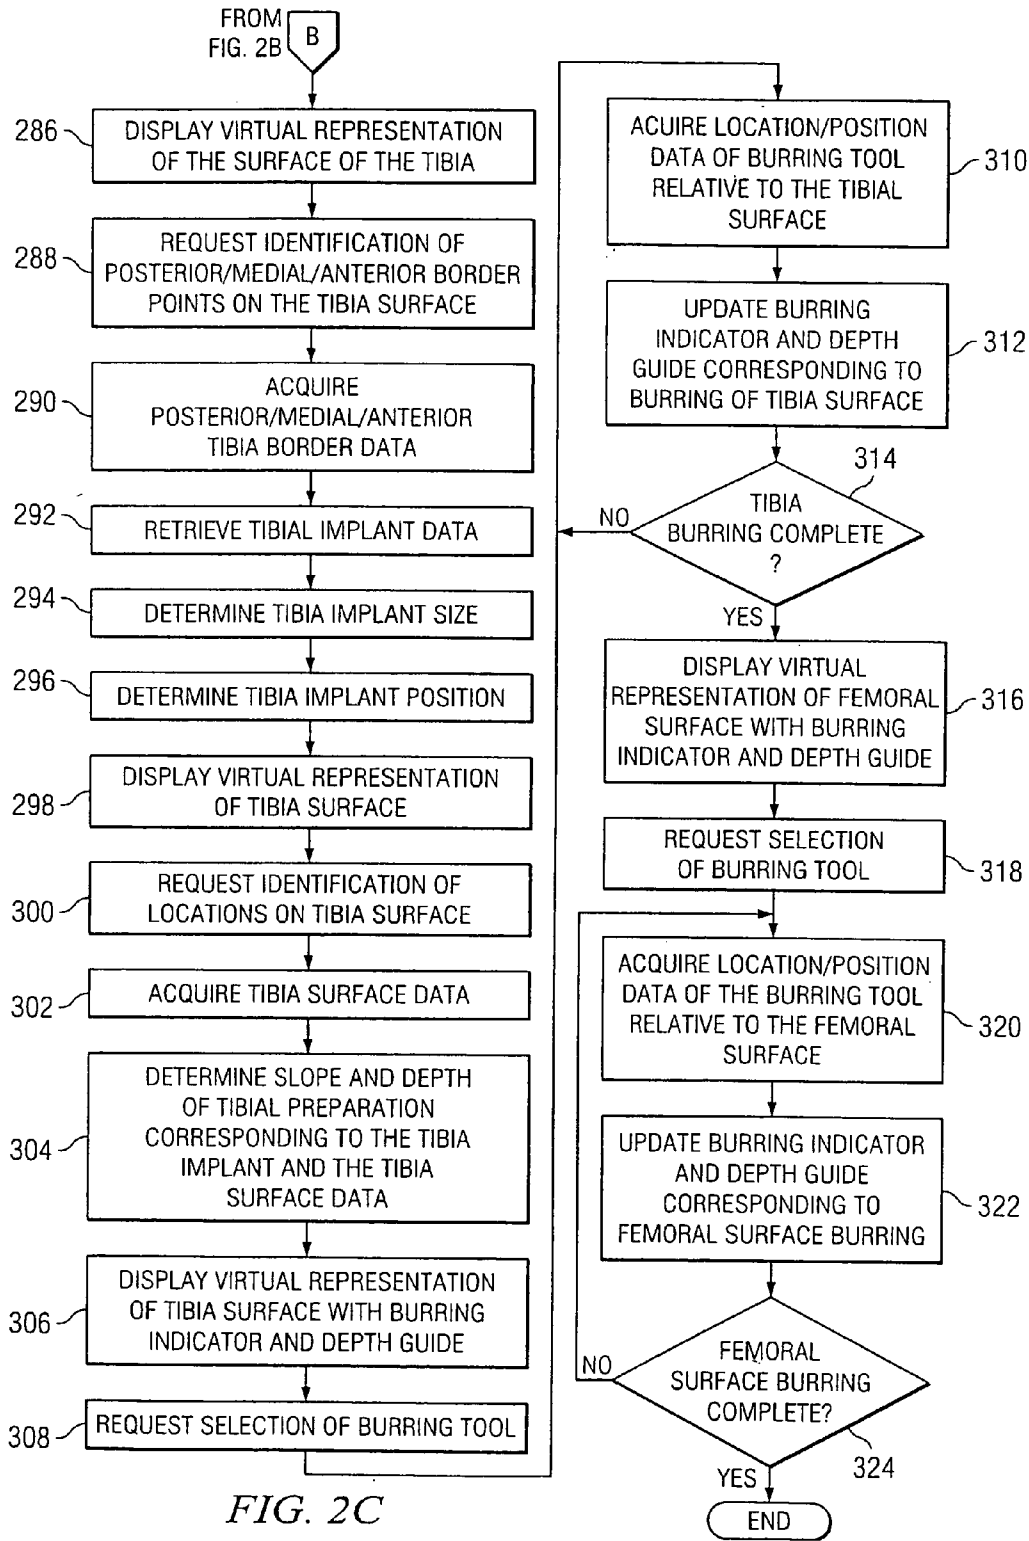 FROM
FIG. 2B
B
286
DISPLAY VIRTUAL REPRESENTATION
OF THE SURFACE OF THE TIBIA
288
REQUEST IDENTIFICATION OF
POSTERIOR/MEDIAL/ANTERIOR BORDER
POINTS ON THE TIBIA SURFACE
290
ACQUIRE
POSTERIOR/MEDIAL/ANTERIOR
TIBIA BORDER DATA
292
RETRIEVE TIBIAL IMPLANT DATA
294
DETERMINE TIBIA IMPLANT SIZE
296
DETERMINE TIBIA IMPLANT POSITION
298
DISPLAY VIRTUAL REPRESENTATION
OF TIBIA SURFACE
300
REQUEST IDENTIFICATION OF
LOCATIONS ON TIBIA SURFACE
302
ACQUIRE TIBIA SURFACE DATA
304
DETERMINE SLOPE AND DEPTH
OF TIBIAL PREPARATION
CORRESPONDING TO THE TIBIA
IMPLANT AND THE TIBIA
SURFACE DATA
306
DISPLAY VIRTUAL REPRESENTATION
OF TIBIA SURFACE WITH BURRING
INDICATOR AND DEPTH GUIDE
308
REQUEST SELECTION OF BURRING TOOL
ACUIRE LOCATION/POSITION
DATA OF BURRING TOOL
RELATIVE TO THE TIBIAL
SURFACE
310
UPDATE BURRING
INDICATOR AND DEPTH
GUIDE CORRESPONDING TO
BURRING OF TIBIA SURFACE
312
314
TIBIA
BURRING COMPLETE
?
NO
YES
DISPLAY VIRTUAL
REPRESENTATION OF FEMORAL
SURFACE WITH BURRING
INDICATOR AND DEPTH GUIDE
316
REQUEST SELECTION
OF BURRING TOOL
318
ACQUIRE LOCATION/POSITION
DATA OF THE BURRING TOOL
RELATIVE TO THE FEMORAL
SURFACE
320
UPDATE BURRING INDICATOR
AND DEPTH GUIDE
CORRESPONDING TO
FEMORAL SURFACE BURRING
322
FEMORAL
SURFACE BURRING
COMPLETE?
NO
324
YES
END
FIG. 2C